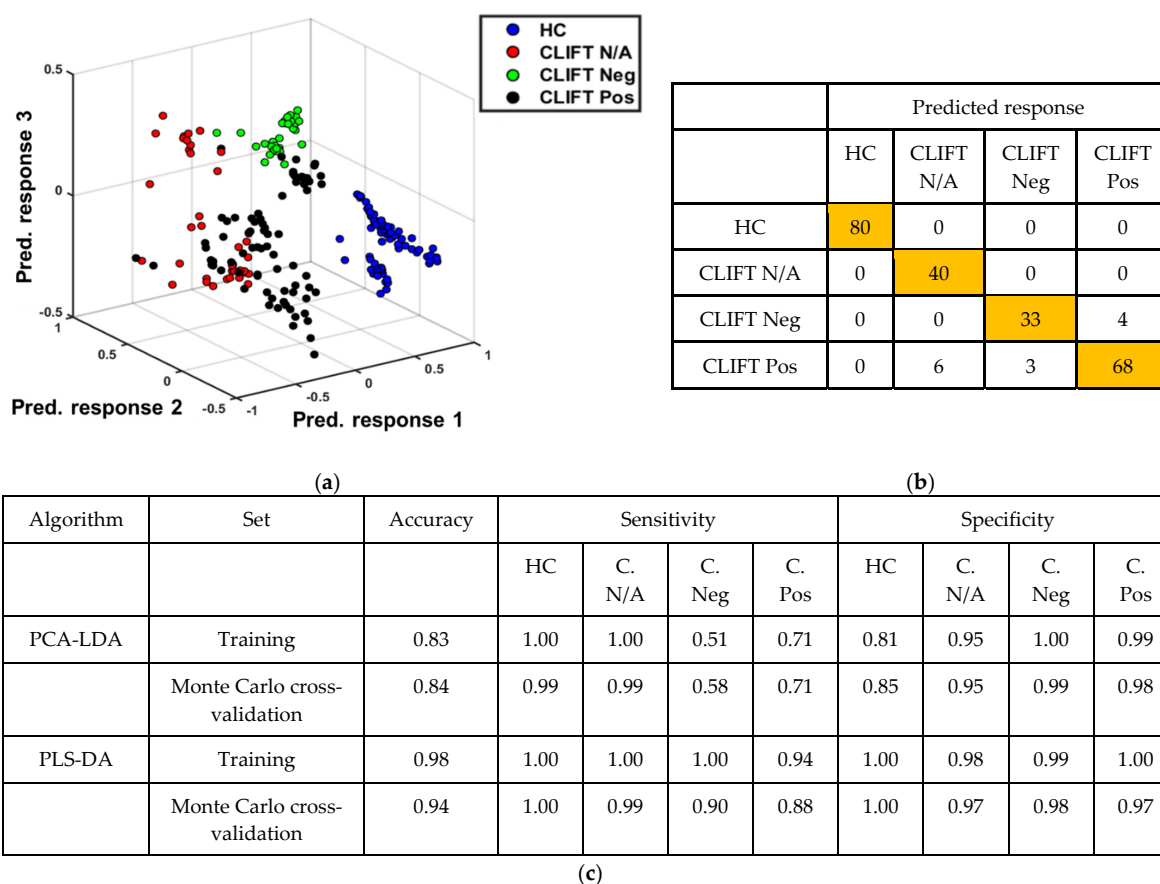 HC
CLIFT N/A
CLIFT Neg
CLIFT Pos
0.5
0
-0.5
Pred. response 3
1
0.5
0
-0.5
Pred. response 2
-1
-0.5
0
0.5
1
Pred. response 1
(a)
Predicted response
HC CLIFT N/A CLIFT Neg CLIFT Pos
HC 80 0 0 0
CLIFT N/A 0 40 0 0
CLIFT Neg 0 0 33 4
CLIFT Pos 0 6 3 68
(b)
Algorithm Set Accuracy Sensitivity Specificity
HC C. N/A C. Neg C. Pos HC C. N/A C. Neg C. Pos
PCA-LDA Training 0.83 1.00 1.00 0.51 0.71 0.81 0.95 1.00 0.99
Monte Carlo cross-validation 0.84 0.99 0.99 0.58 0.71 0.85 0.95 0.99 0.98
PLS-DA Training 0.98 1.00 1.00 1.00 0.94 1.00 0.98 0.99 1.00
Monte Carlo cross-validation 0.94 1.00 0.99 0.90 0.88 1.00 0.97 0.98 0.97
(c)